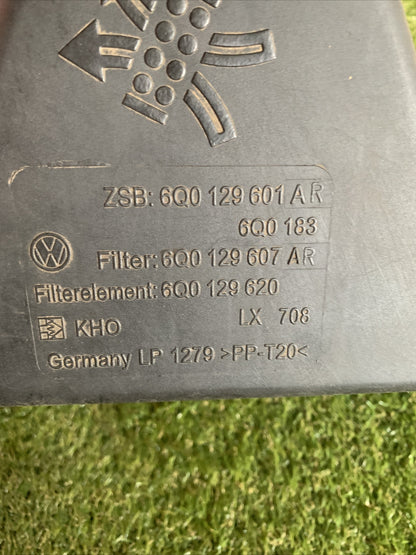 ZSB: 6Q0 129 601 AR
6Q0 183
Filter: 6Q0 129 607 AR
Filterelement: 6Q0 129 620
KHO LX 708
Germany LP 1279 >PP-T20<